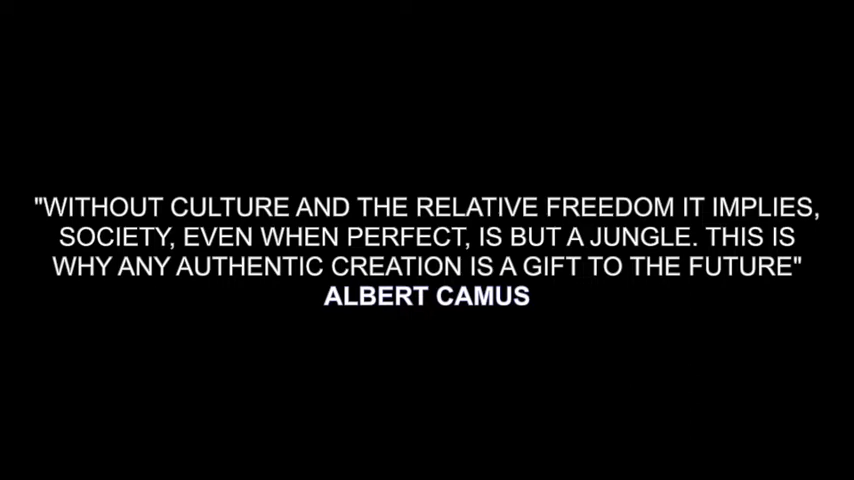 "WITHOUT CULTURE AND THE RELATIVE FREEDOM IT IMPLIES,
SOCIETY, EVEN WHEN PERFECT, IS BUT A JUNGLE. THIS IS
WHY ANY AUTHENTIC CREATION IS A GIFT TO THE FUTURE"
ALBERT CAMUS